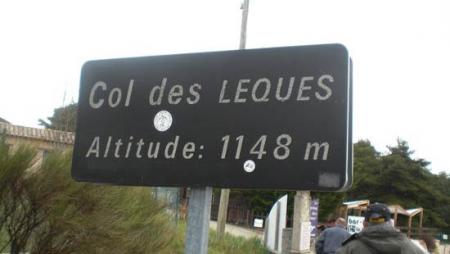 Col des LEQUES
Altitude: 1148 m